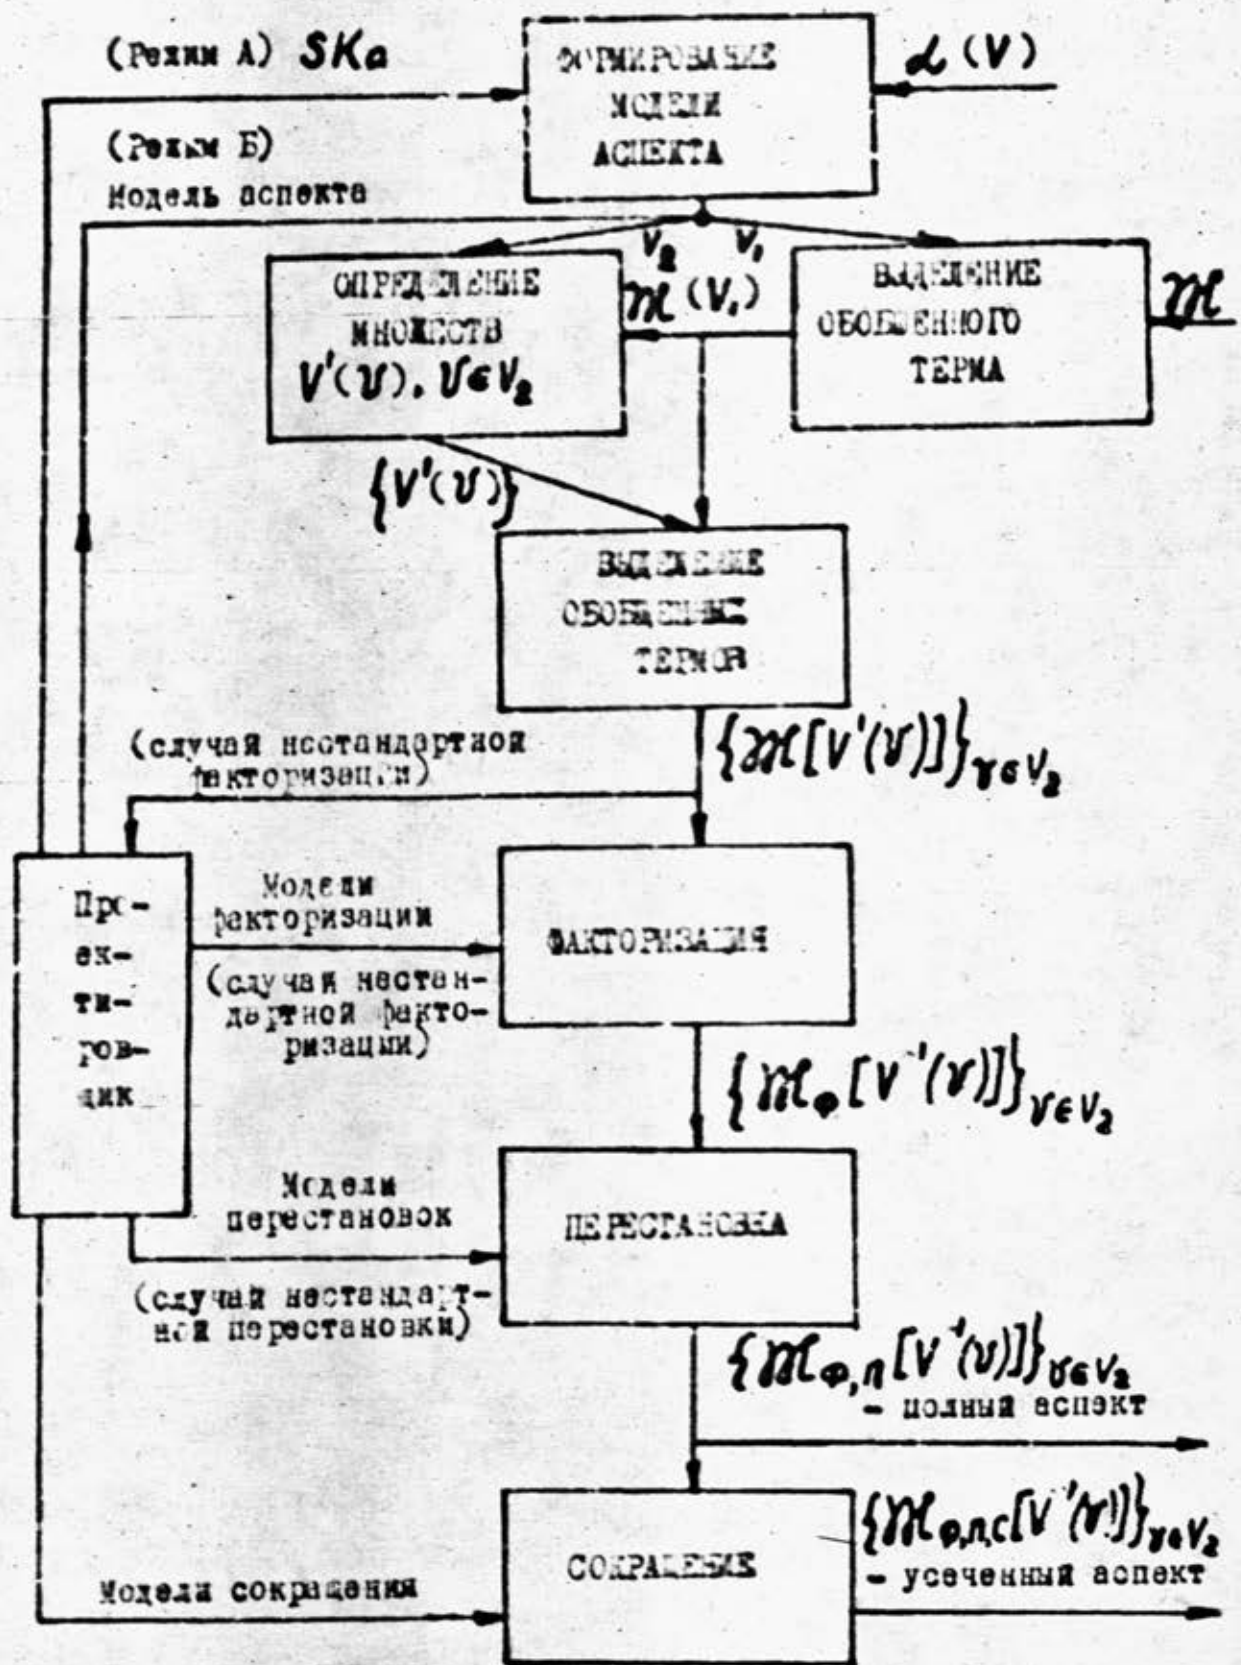 (Режим А) SKa
ФОРМИРОВАНИЕ
МОДЕЛИ
АСПЕКТА
𝓛(V)
(Режим Б)
Модель аспекта
V₂
V₁
ОПРЕДЕЛЕНИЕ
МНОЖЕСТВ
V'(v), v∈V₂
𝔐(V₁)
ВЫДЕЛЕНИЕ
ОБОБЩЕННОГО
ТЕРМА
𝔐
{V'(v)}
ВЫДЕЛЕНИЕ
ОБОБЩЕННЫХ
ТЕРМОВ
(случай нестандартной
факторизации)
{𝔐[V'(v)]}v∈V₂
Про-
ек-
ти-
ров-
щик
Модели
факторизации
(случай нестан-
дартной факто-
ризации)
ФАКТОРИЗАЦИЯ
{𝔐ф[V'(v)]}v∈V₂
Модели
перестановок
(случай нестандарт-
ной перестановки)
ПЕРЕСТАНОВКА
{𝔐ф,п[V'(v)]}v∈V₂
- полный аспект
Модели сокращения
СОКРАЩЕНИЕ
{𝔐ф,п,с[V'(v)]}v∈V₂
- усеченный аспект